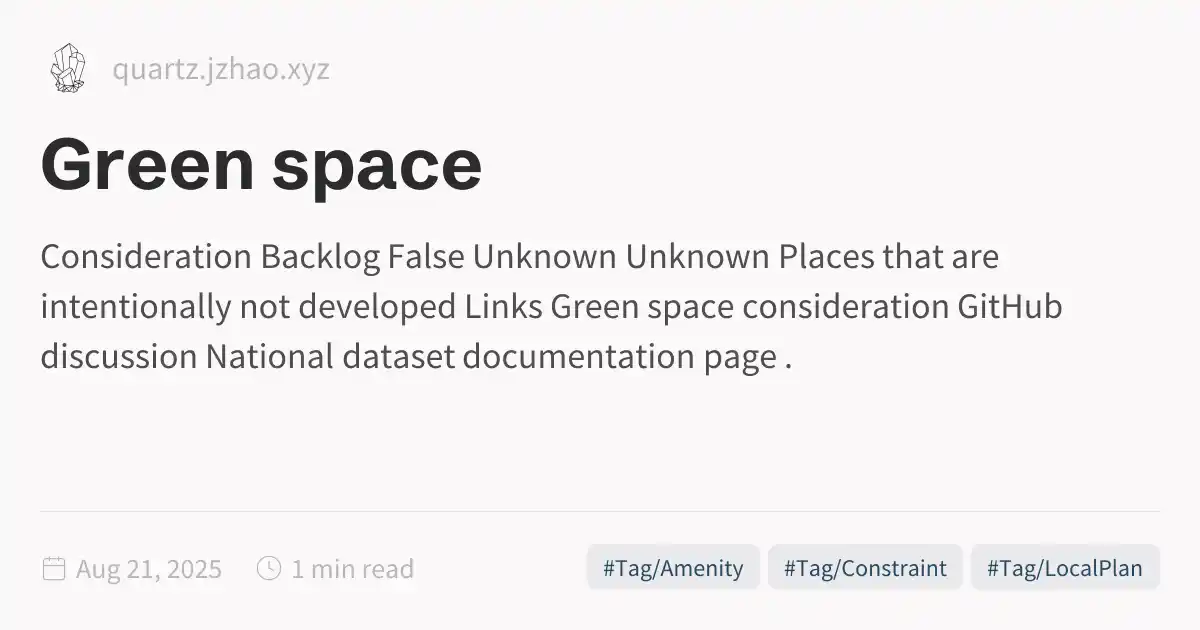 quartz.jzhao.xyz
Green space
Consideration Backlog False Unknown Unknown Places that are
intentionally not developed Links Green space consideration GitHub
discussion National dataset documentation page .
Aug 21, 2025 1 min read #Tag/Amenity #Tag/Constraint #Tag/LocalPlan